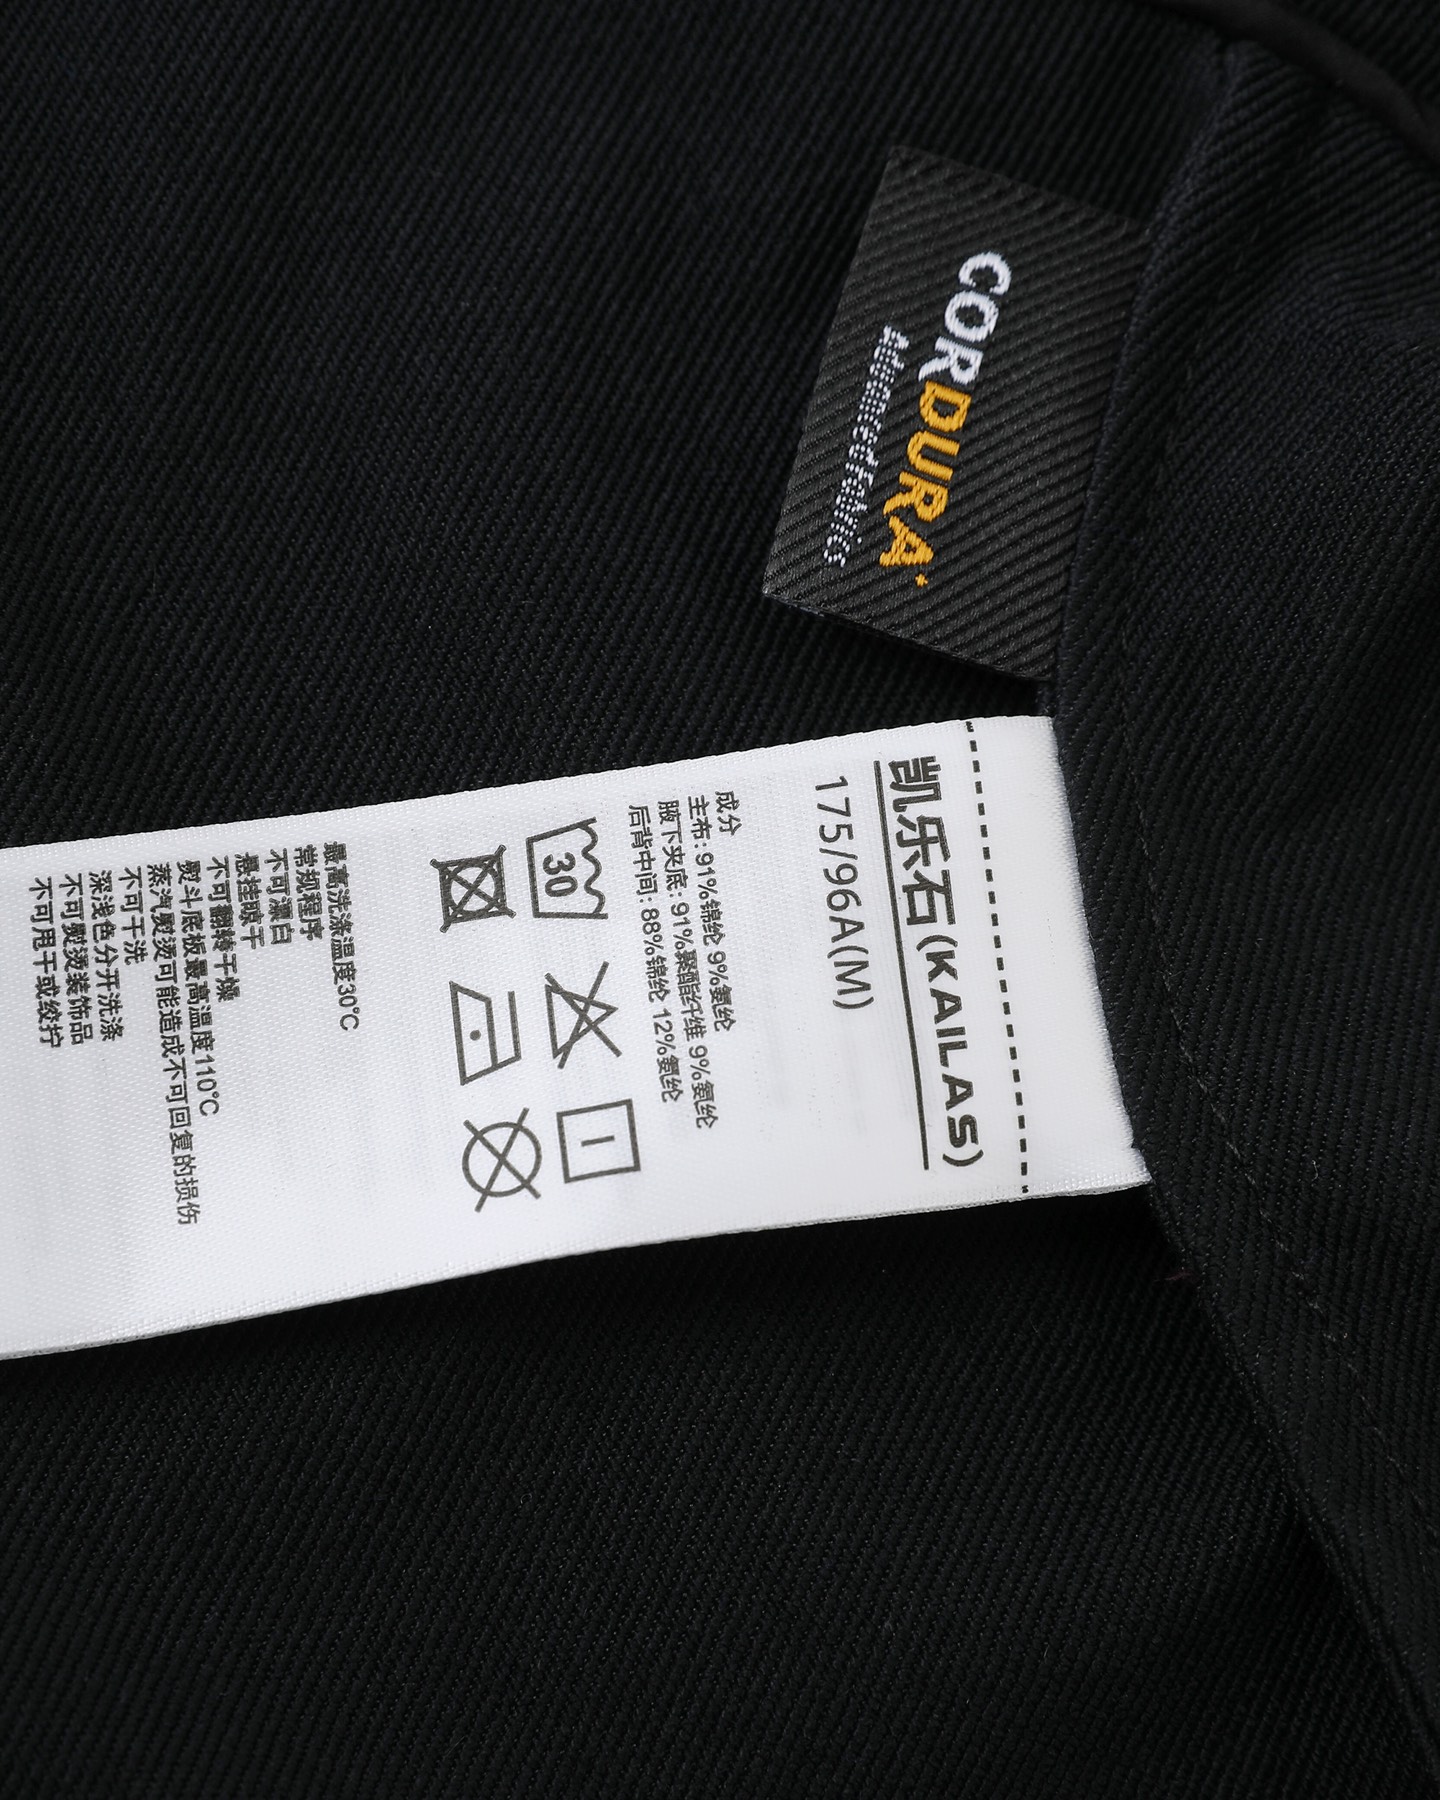 CORDURA
Advanced Fabrics
凯乐石(KAILAS)
175/96A(M)
成分
主布: 91%锦纶 9%氨纶
腋下夹底: 91%聚酯纤维 9%氨纶
后背中间: 88%锦纶 12%氨纶
30
最高洗涤温度30℃
常规程序
不可漂白
悬挂晾干
不可翻转干燥
熨斗底板最高温度110℃
蒸汽熨烫可能造成不可回复的损伤
不可干洗
深浅色分开洗涤
不可熨烫装饰品
不可甩干或绞拧